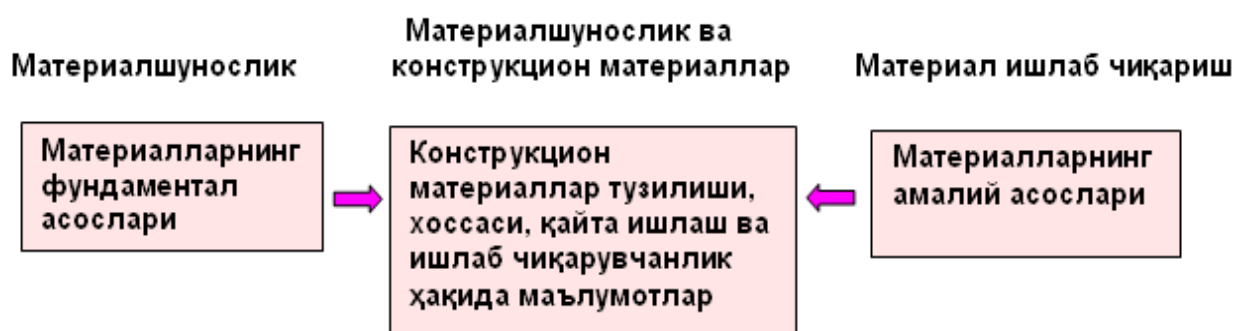 Материалшунослик
Материалшунослик ва
конструкцион материаллар
Материал ишлаб чиқариш
Материалларнинг
фундаментал
асослари
Конструкцион
материаллар тузилиши,
хоссаси, қайта ишлаш ва
ишлаб чиқарувчанлик
ҳақида маълумотлар
Материалларнинг
амалий асослари